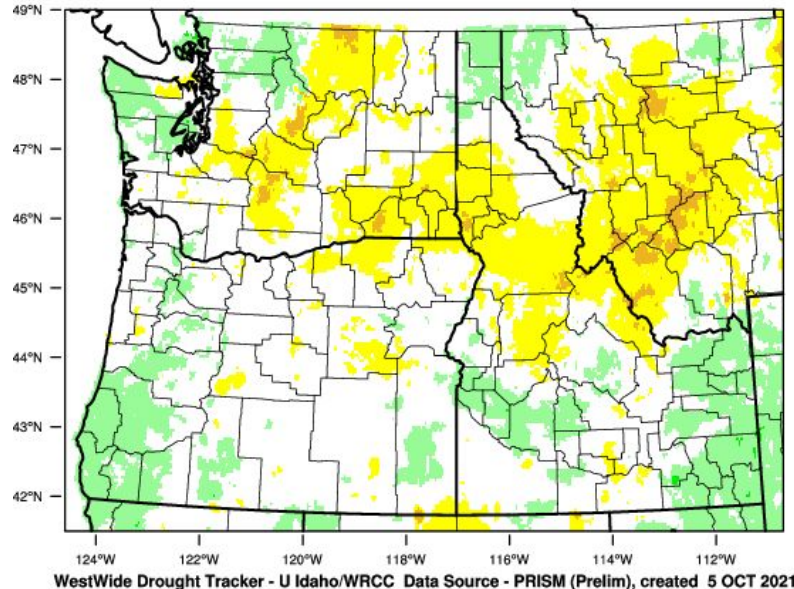 49°N
48°N
47°N
46°N
45°N
44°N
43°N
42°N
124°W 122°W 120°W 118°W 116°W 114°W 112°W
WestWide Drought Tracker - U Idaho/WRCC Data Source - PRISM (Prelim), created 5 OCT 2021